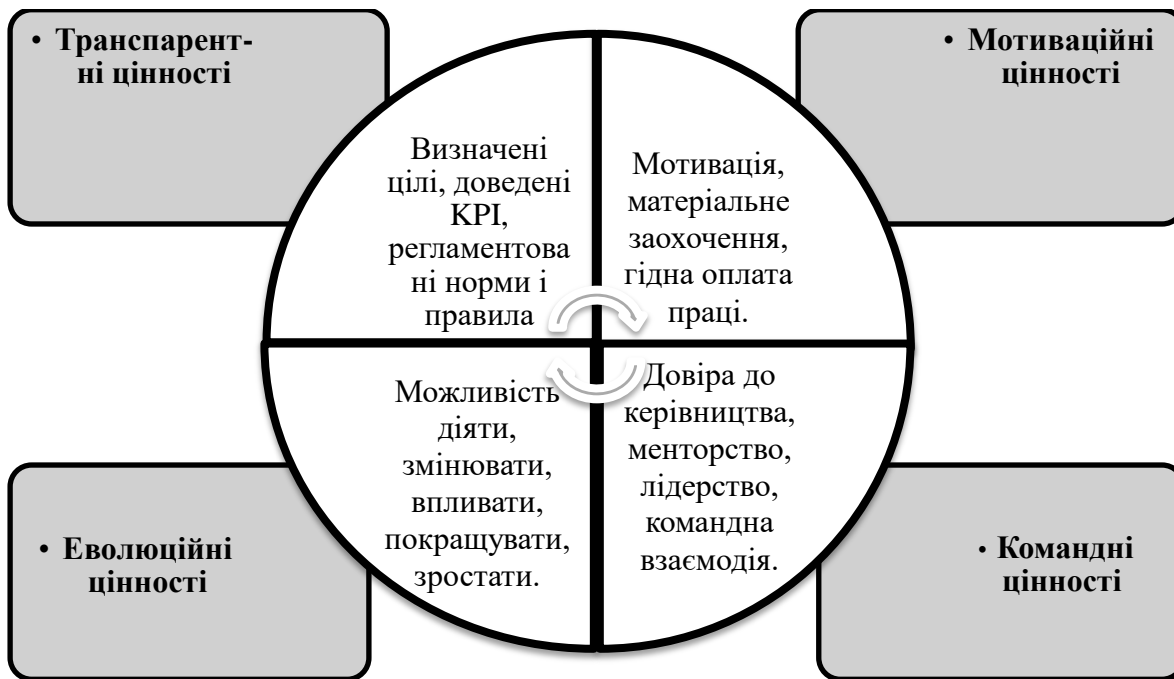 • Транспарент-
ні цінності
• Мотиваційні
цінності
Визначені
цілі, доведені
KPI,
регламентова
ні норми і
правила
Мотивація,
матеріальне
заохочення,
гідна оплата
праці.
Можливість
діяти,
змінювати,
впливати,
покращувати,
зростати.
Довіра до
керівництва,
менторство,
лідерство,
командна
взаємодія.
• Еволюційні
цінності
• Командні
цінності